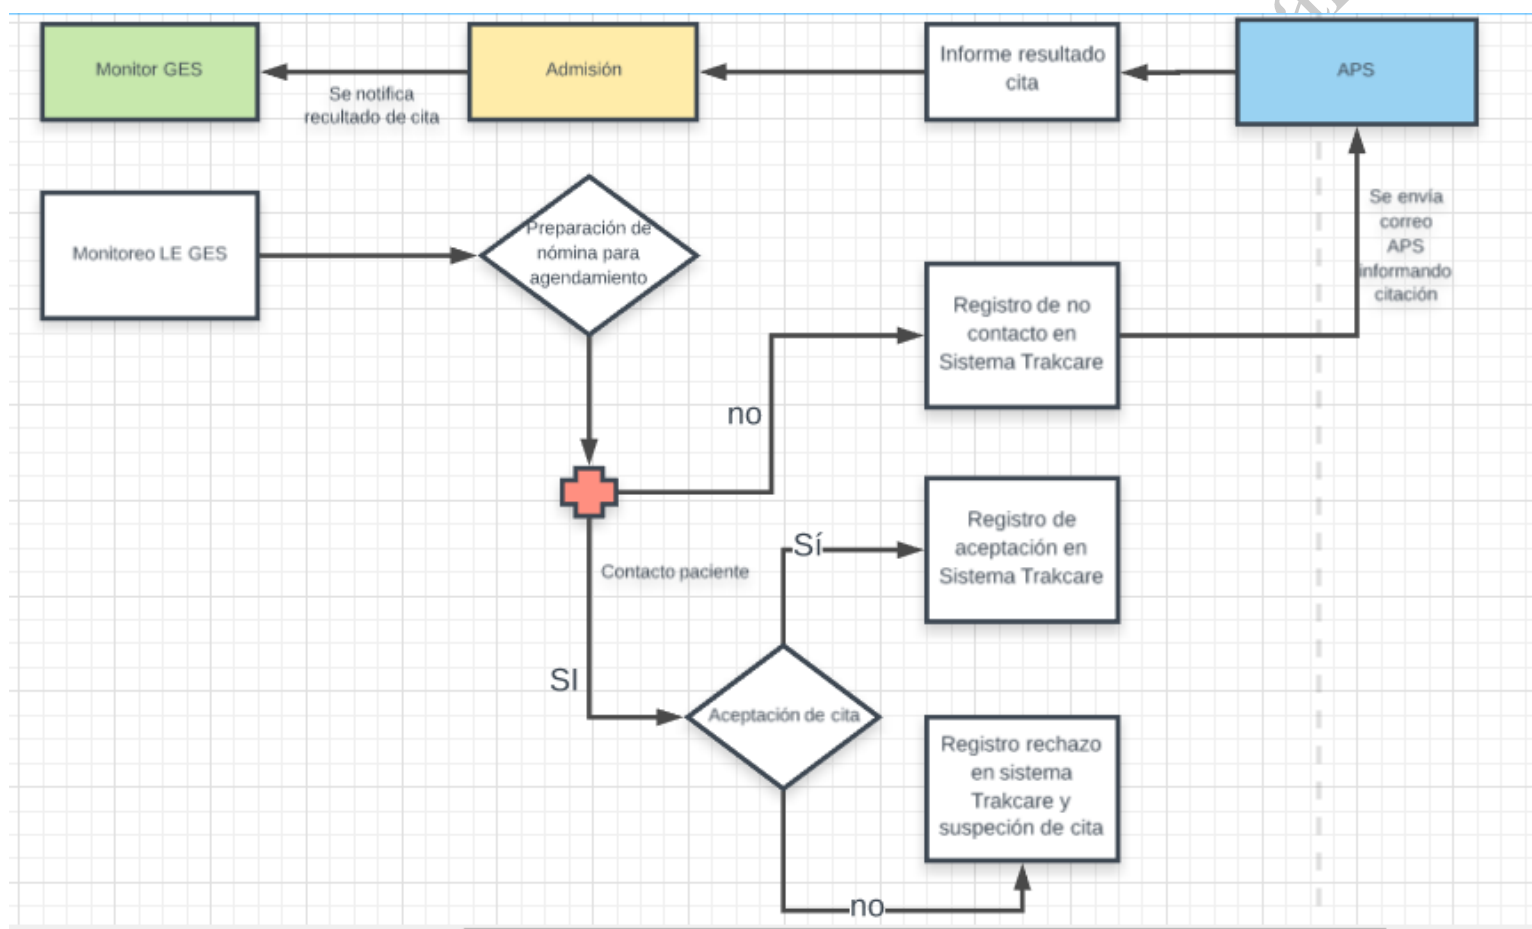 Monitor GES
Admisión
Informe resultado
cita
APS
Se notifica
recultado de cita
Monitoreo LE GES
Preparación de
nómina para
agendamiento
Se envía
correo
APS
informando
citación
Registro de no
contacto en
Sistema Trakcare
no
Registro de
aceptación en
Sistema Trakcare
Sí
Contacto paciente
SI
Aceptación de cita
Registro rechazo
en sistema
Trakcare y
suspeción de cita
no